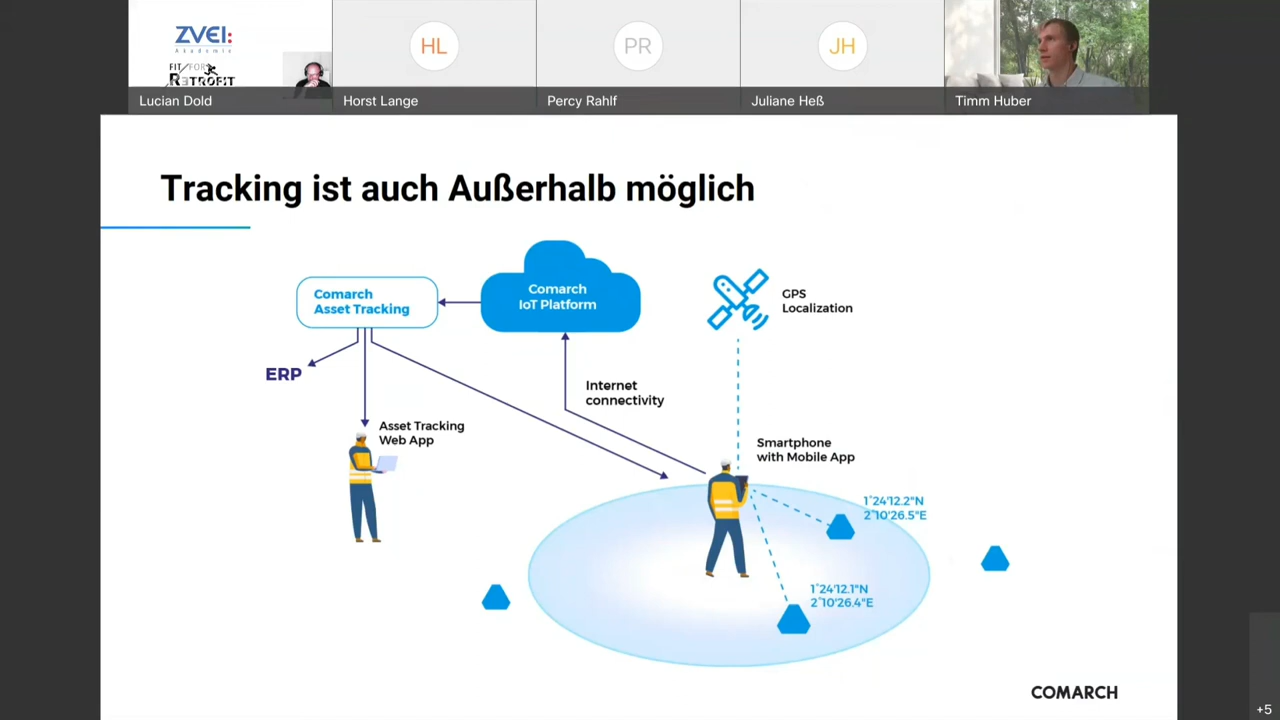 ZVEI:
Akademie
FIT FOR
RETROFIT
Lucian Dold
HL
Horst Lange
PR
Percy Rahlf
JH
Juliane Heß
Timm Huber
Tracking ist auch Außerhalb möglich
Comarch
Asset Tracking
Comarch
IoT Platform
GPS
Localization
ERP
Internet
connectivity
Asset Tracking
Web App
Smartphone
with Mobile App
1°24'12.2"N
2°10'26.5"E
1°24'12.1"N
2°10'26.4"E
COMARCH
+5